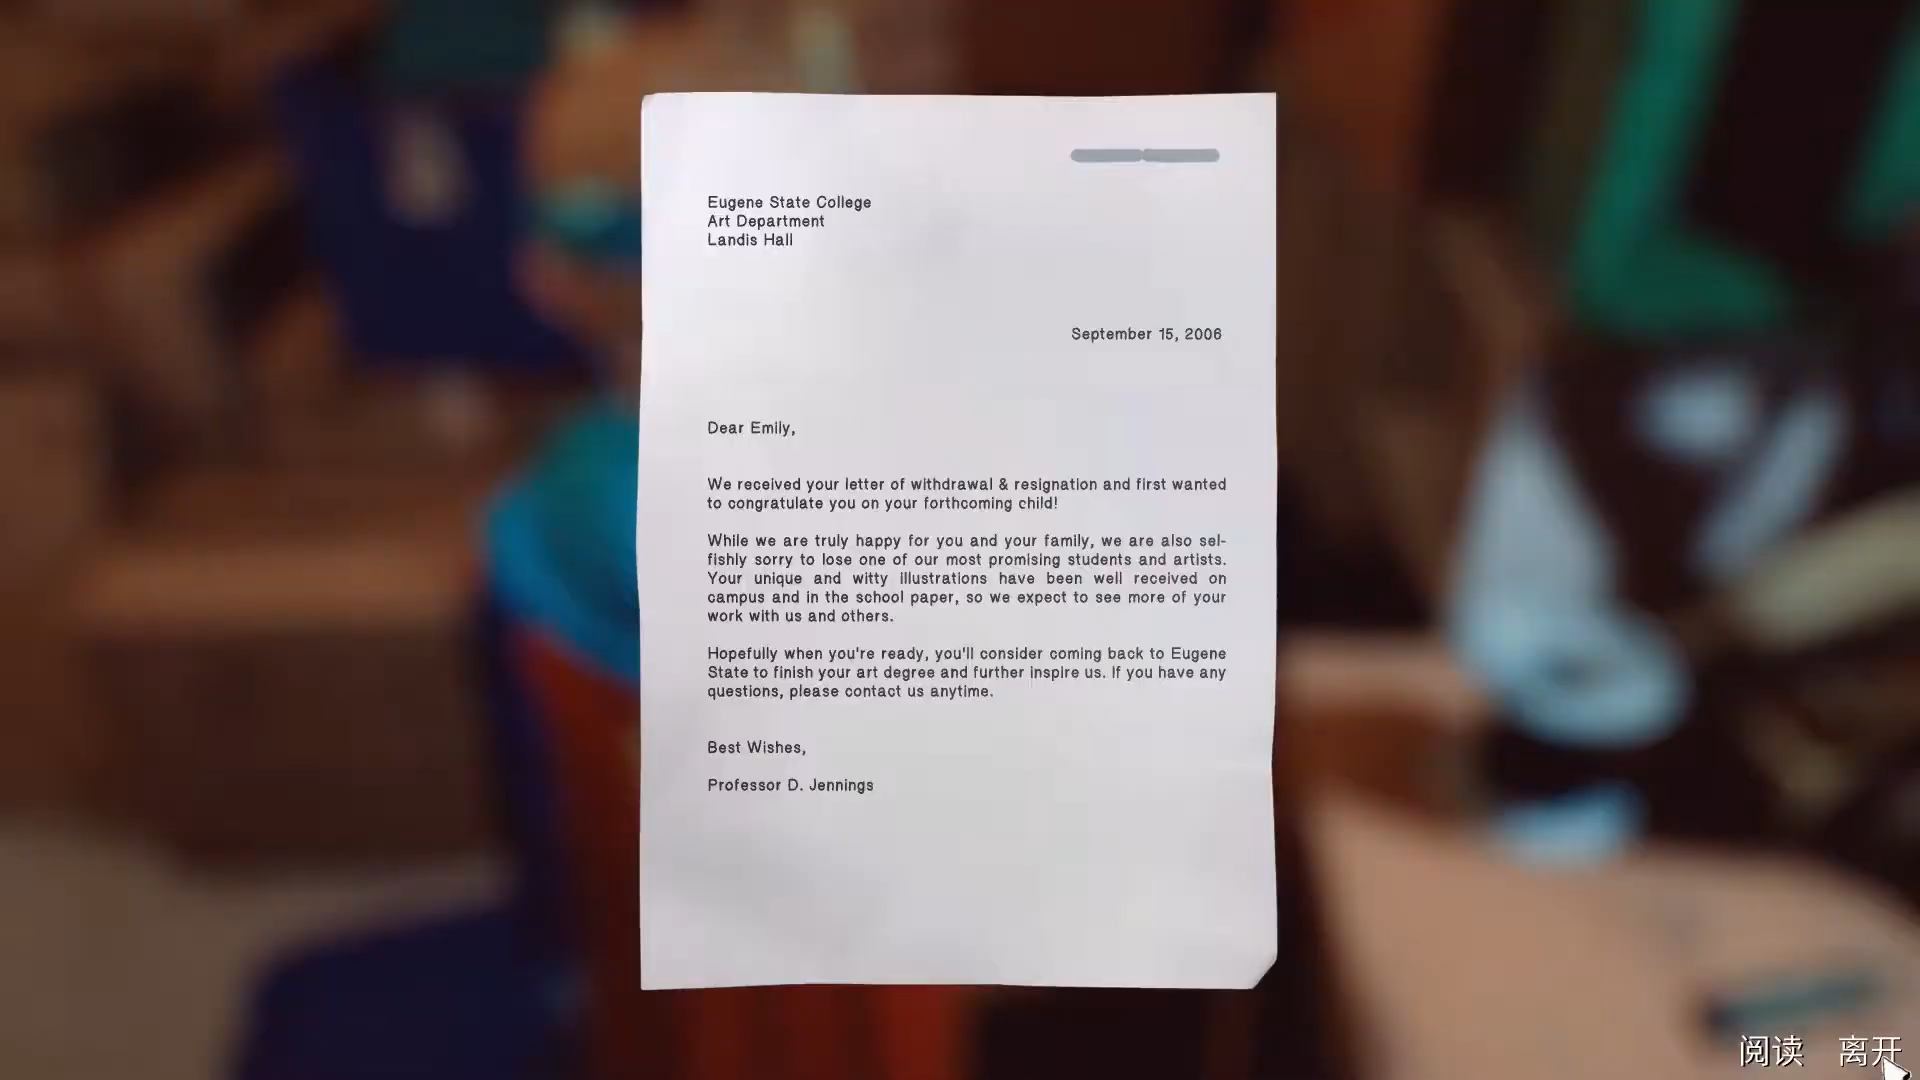 Eugene State College
Art Department
Landis Hall
September 15, 2006
Dear Emily,
We received your letter of withdrawal & resignation and first wanted
to congratulate you on your forthcoming child!
While we are truly happy for you and your family, we are also sel-
fishly sorry to lose one of our most promising students and artists.
Your unique and witty illustrations have been well received on
campus and in the school paper, so we expect to see more of your
work with us and others.
Hopefully when you're ready, you'll consider coming back to Eugene
State to finish your art degree and further inspire us. If you have any
questions, please contact us anytime.
Best Wishes,
Professor D. Jennings
阅读 离开